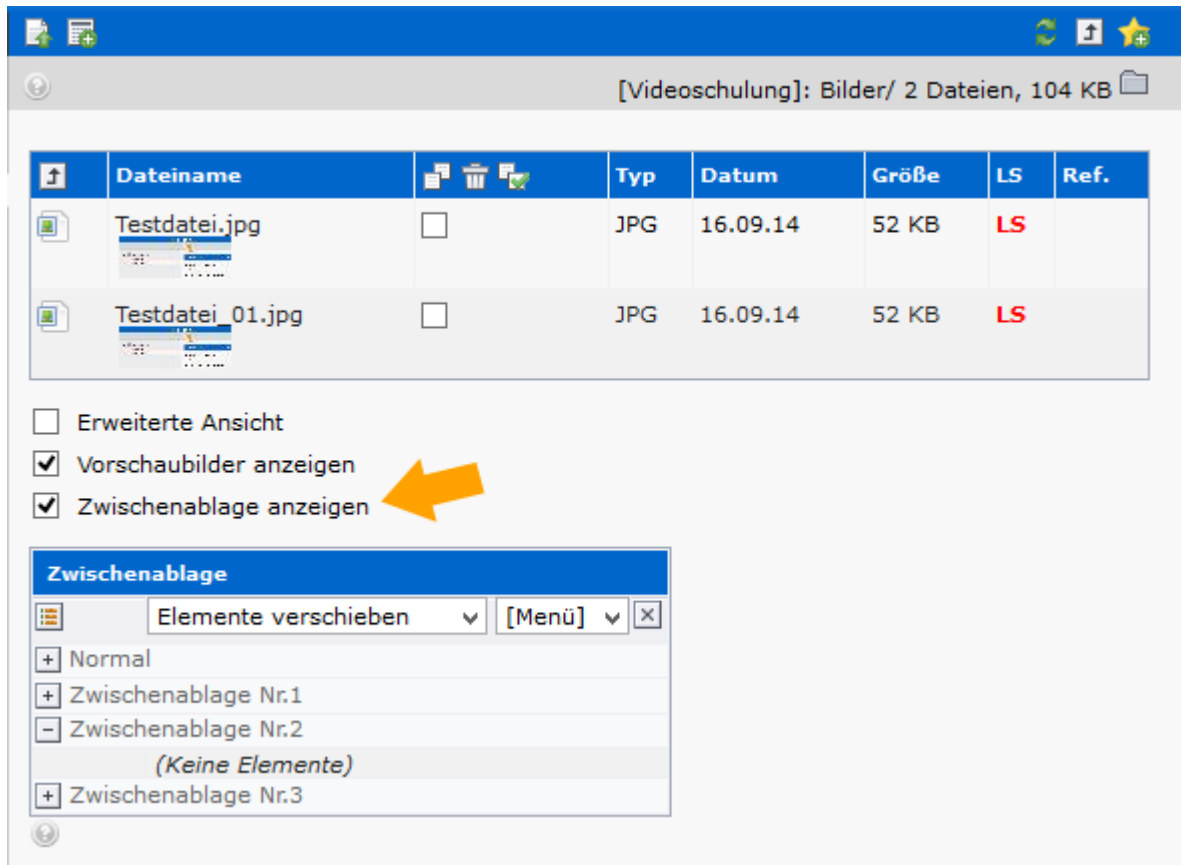 [Videoschulung]: Bilder/ 2 Dateien, 104 KB
Dateiname Typ Datum Größe LS Ref.
Testdatei.jpg JPG 16.09.14 52 KB LS
Testdatei_01.jpg JPG 16.09.14 52 KB LS
Erweiterte Ansicht
Vorschaubilder anzeigen
Zwischenablage anzeigen
Zwischenablage
Elemente verschieben [Menü]
Normal
Zwischenablage Nr.1
Zwischenablage Nr.2
(Keine Elemente)
Zwischenablage Nr.3